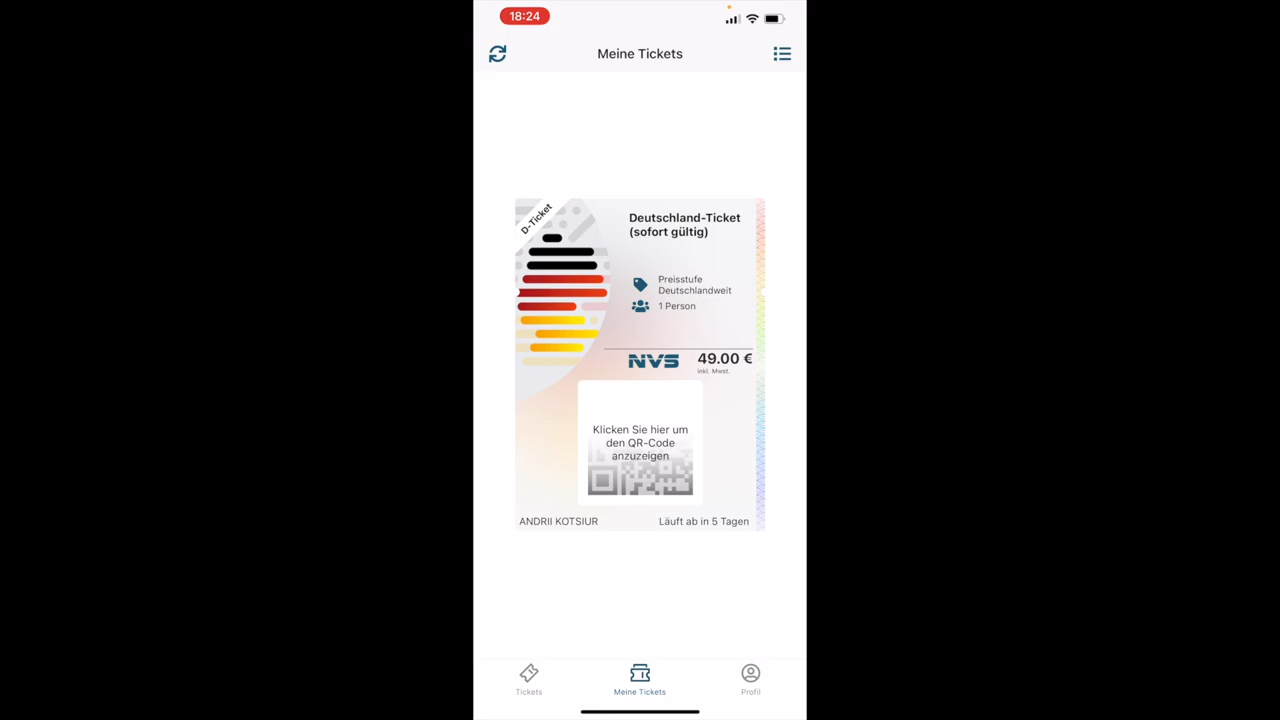 18:24
Meine Tickets
D-Ticket
Deutschland-Ticket
(sofort gültig)
Preisstufe
Deutschlandweit
1 Person
NVS
49.00 €
inkl. Mwst.
Klicken Sie hier um
den QR-Code
anzuzeigen
ANDRII KOTSIUR
Läuft ab in 5 Tagen
Tickets
Meine Tickets
Profil